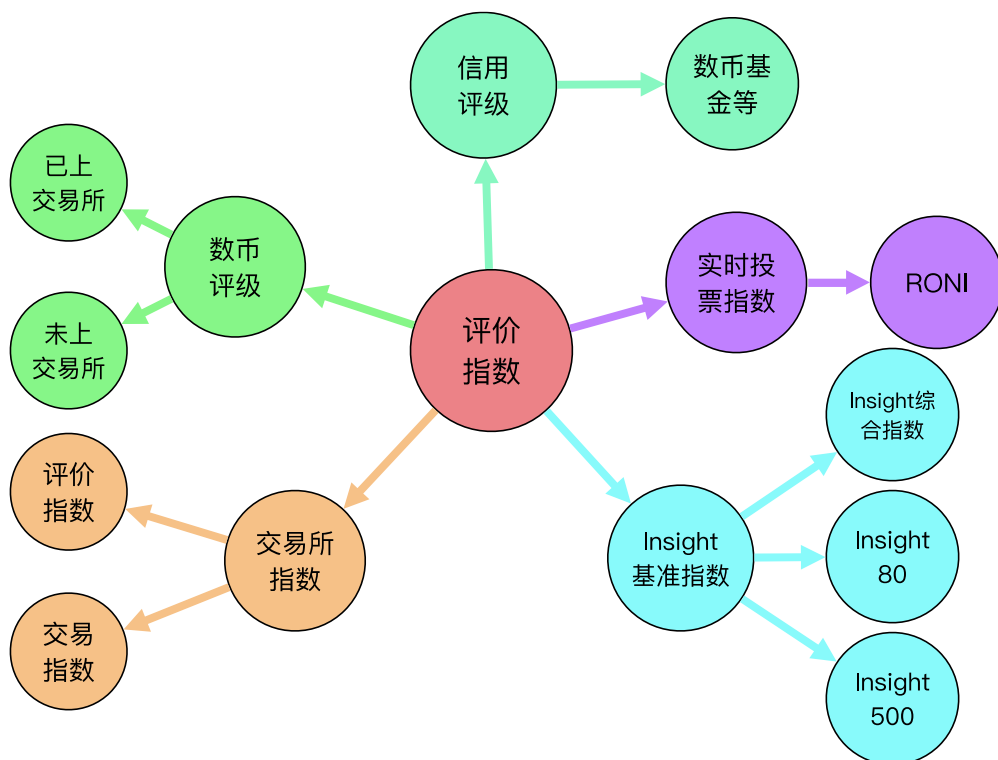 信用
评级
数币基
金等
已上
交易所
数币
评级
未上
交易所
实时投
票指数
RONI
评价
指数
Insight综
合指数
评价
指数
交易所
指数
交易
指数
Insight
基准指数
Insight
80
Insight
500